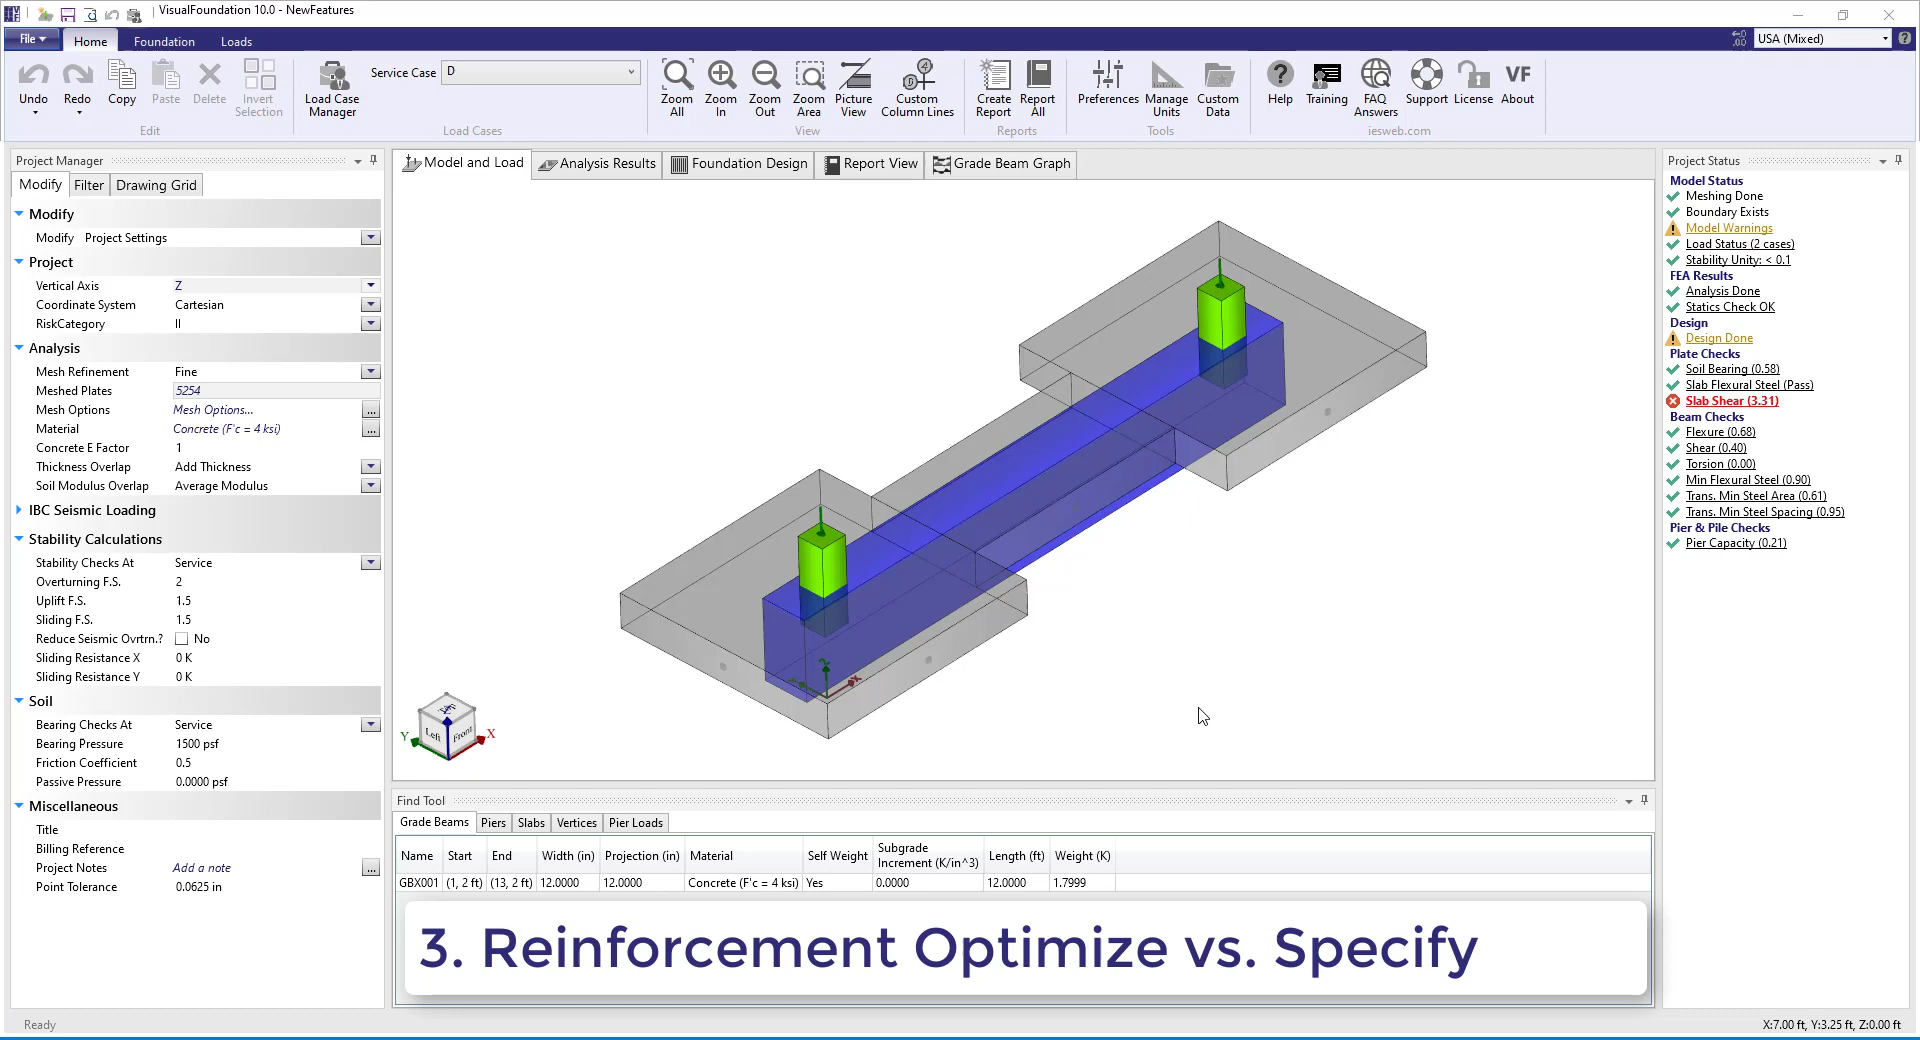 VisualFoundation 10.0 - NewFeatures
File Home Foundation Loads USA (Mixed)
Undo Redo Copy Paste Delete Invert Selection
Edit
Load Case Manager Service Case D
Load Cases
Zoom All Zoom In Zoom Out Zoom Area Picture View Custom Column Lines
View
Create Report Report All
Reports
Preferences Manage Units Custom Data
Tools
Help Training FAQ Answers Support License VF About
iesweb.com
Project Manager
Modify Filter Drawing Grid
Modify
Modify Project Settings
Project
Vertical Axis Z
Coordinate System Cartesian
RiskCategory II
Analysis
Mesh Refinement Fine
Meshed Plates 5254
Mesh Options Mesh Options...
Material Concrete (F'c = 4 ksi)
Concrete E Factor 1
Thickness Overlap Add Thickness
Soil Modulus Overlap Average Modulus
IBC Seismic Loading
Stability Calculations
Stability Checks At Service
Overturning F.S. 2
Uplift F.S. 1.5
Sliding F.S. 1.5
Reduce Seismic Ovrtrn.? No
Sliding Resistance X 0 K
Sliding Resistance Y 0 K
Soil
Bearing Checks At Service
Bearing Pressure 1500 psf
Friction Coefficient 0.5
Passive Pressure 0.0000 psf
Miscellaneous
Title
Billing Reference
Project Notes Add a note
Point Tolerance 0.0625 in
Model and Load Analysis Results Foundation Design Report View Grade Beam Graph
Left Front
Y X
Find Tool
Grade Beams Piers Slabs Vertices Pier Loads
Name Start End Width (in) Projection (in) Material Self Weight Subgrade Increment (K/in^3) Length (ft) Weight (K)
GBX001 (1, 2 ft) (13, 2 ft) 12.0000 12.0000 Concrete (F'c = 4 ksi) Yes 0.0000 12.0000 1.7999
3. Reinforcement Optimize vs. Specify
Project Status
Model Status
Meshing Done
Boundary Exists
Model Warnings
Load Status (2 cases)
Stability Unity: < 0.1
FEA Results
Analysis Done
Statics Check OK
Design
Design Done
Plate Checks
Soil Bearing (0.58)
Slab Flexural Steel (Pass)
Slab Shear (3.31)
Beam Checks
Flexure (0.68)
Shear (0.40)
Torsion (0.00)
Min Flexural Steel (0.90)
Trans. Min Steel Area (0.61)
Trans. Min Steel Spacing (0.95)
Pier & Pile Checks
Pier Capacity (0.21)
Ready
X:7.00 ft, Y:3.25 ft, Z:0.00 ft